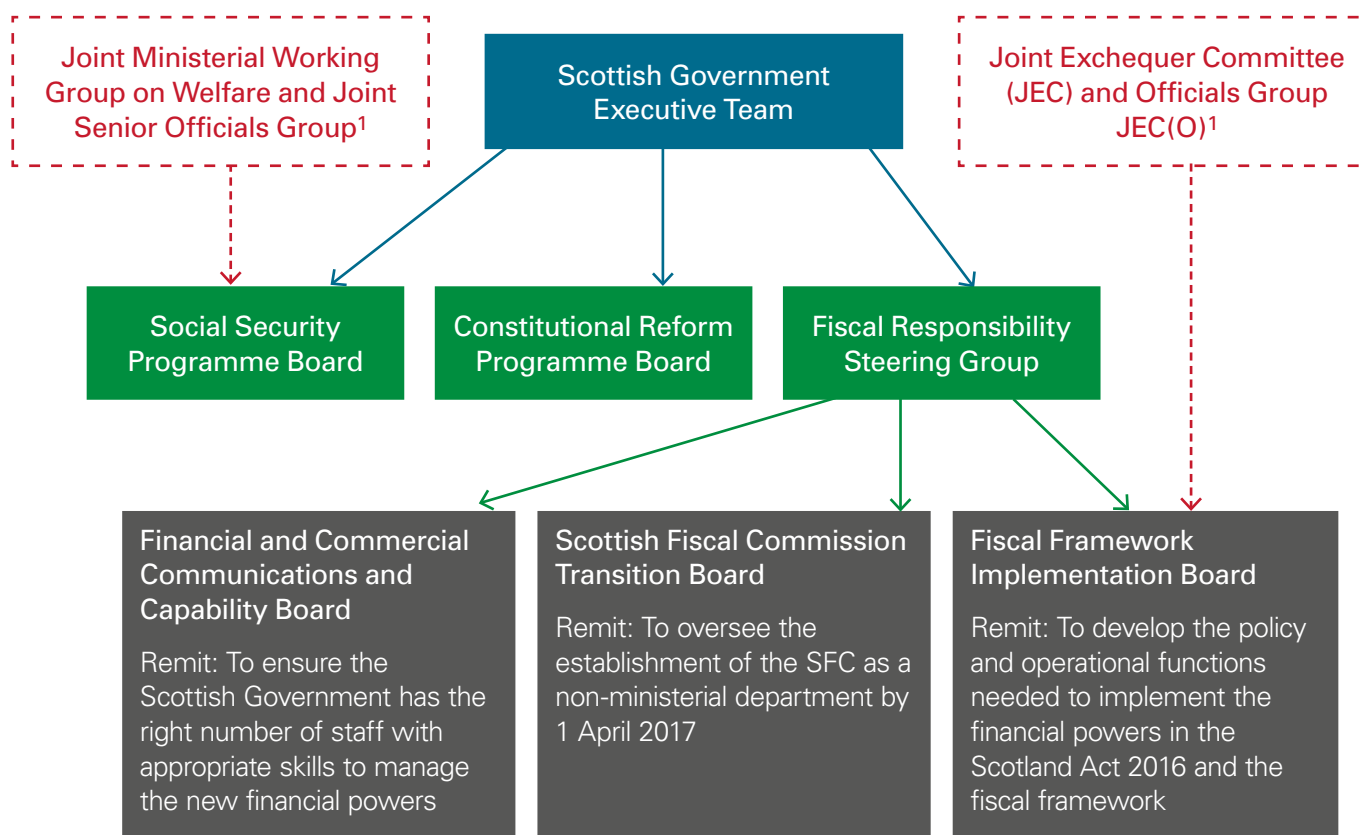 Joint Ministerial Working
Group on Welfare and Joint
Senior Officials Group1
Scottish Government
Executive Team
Joint Exchequer Committee
(JEC) and Officials Group
JEC(O)1
Social Security
Programme Board
Constitutional Reform
Programme Board
Fiscal Responsibility
Steering Group
Financial and Commercial
Communications and
Capability Board
Remit: To ensure the
Scottish Government has the
right number of staff with
appropriate skills to manage
the new financial powers
Scottish Fiscal Commission
Transition Board
Remit: To oversee the
establishment of the SFC as a
non-ministerial department by
1 April 2017
Fiscal Framework
Implementation Board
Remit: To develop the policy
and operational functions
needed to implement the
financial powers in the
Scotland Act 2016 and the
fiscal framework